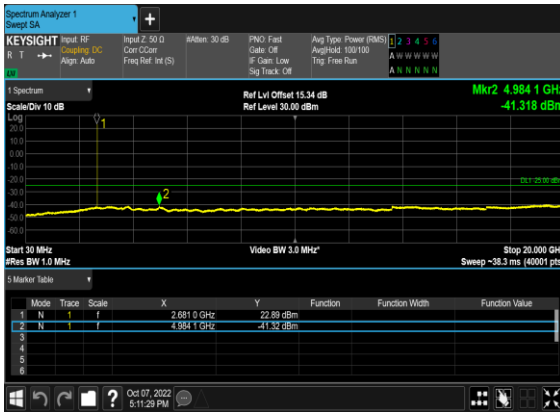 Spectrum Analyzer 1
Swept SA
+
KEYSIGHT Input: RF Input Z: 50 Ω #Atten: 30 dB PNO: Fast Avg Type: Power (RMS) 1 2 3 4 5 6
R T Coupling: DC Corr CCorr Gate: Off Avg|Hold: 100/100 A W W W W W
Align: Auto Freq Ref: Int (S) IF Gain: Low Trig: Free Run
Sig Track: Off A N N N N N
1 Spectrum
Ref Lvl Offset 15.34 dB Mkr2 4.984 1 GHz
Scale/Div 10 dB Ref Level 30.00 dBm -41.318 dBm
Log
1
20.0
10.0
0.00
-10.0
-20.0
DL1 -25.00 dBm
-30.0
2
-40.0
-50.0
-60.0
Start 30 MHz Video BW 3.0 MHz* Stop 20.000 GHz
#Res BW 1.0 MHz Sweep ~38.3 ms (40001 pts)
5 Marker Table
Mode Trace Scale X Y Function Function Width Function Value
1 N 1 f 2.681 0 GHz 22.89 dBm
2 N 1 f 4.984 1 GHz -41.32 dBm
3
4
5
6
? Oct 07, 2022
5:11:29 PM